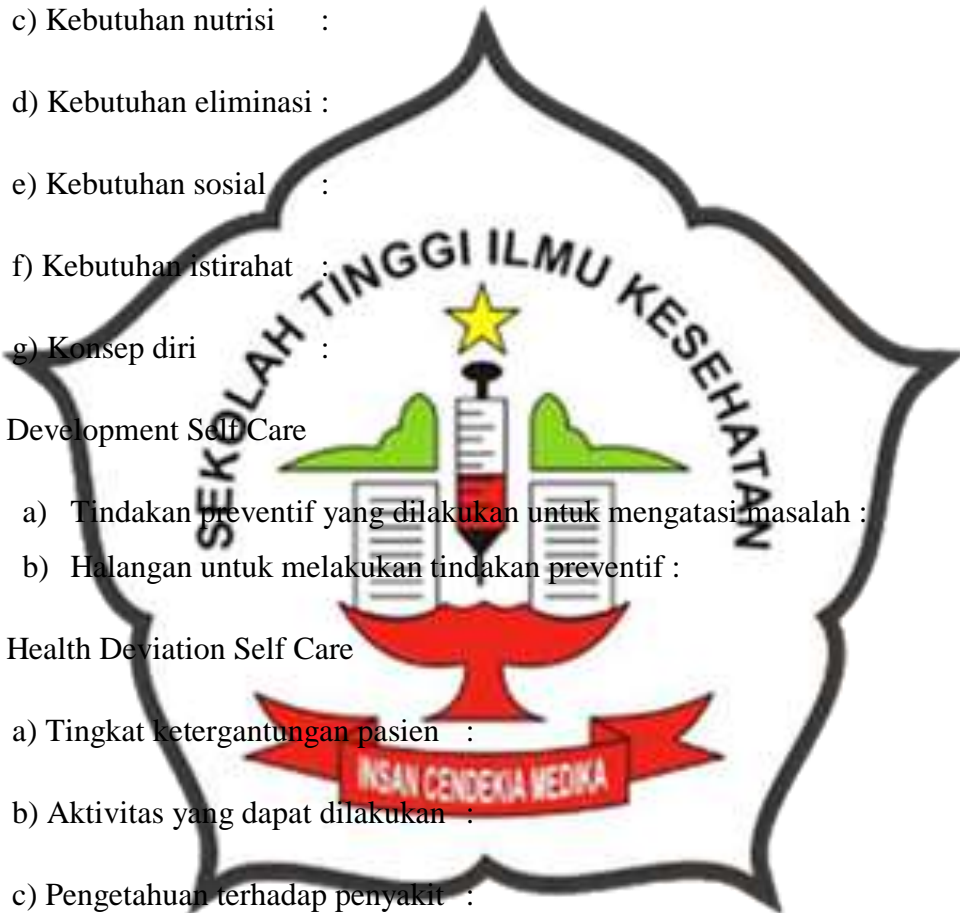 c) Kebutuhan nutrisi :
d) Kebutuhan eliminasi :
e) Kebutuhan sosial :
f) Kebutuhan istirahat :
g) Konsep diri :
Development Self Care
a) Tindakan preventif yang dilakukan untuk mengatasi masalah :
b) Halangan untuk melakukan tindakan preventif :
Health Deviation Self Care
a) Tingkat ketergantungan pasien :
b) Aktivitas yang dapat dilakukan :
c) Pengetahuan terhadap penyakit :
SEKOLAH TINGGI ILMU KESEHATAN
INSAN CENDEKIA MEDIKA